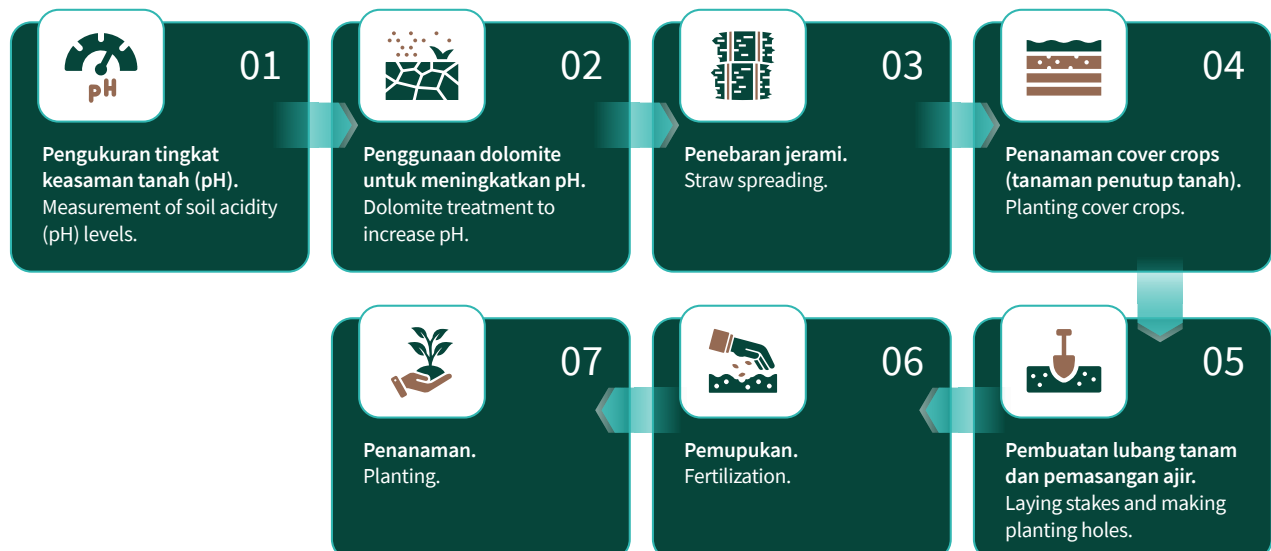 pH
01
Pengukuran tingkat
keasaman tanah (pH).
Measurement of soil acidity
(pH) levels.
02
Penggunaan dolomite
untuk meningkatkan pH.
Dolomite treatment to
increase pH.
03
Penebaran jerami.
Straw spreading.
04
Penanaman cover crops
(tanaman penutup tanah).
Planting cover crops.
05
Pembuatan lubang tanam
dan pemasangan ajir.
Laying stakes and making
planting holes.
06
Pemupukan.
Fertilization.
07
Penanaman.
Planting.